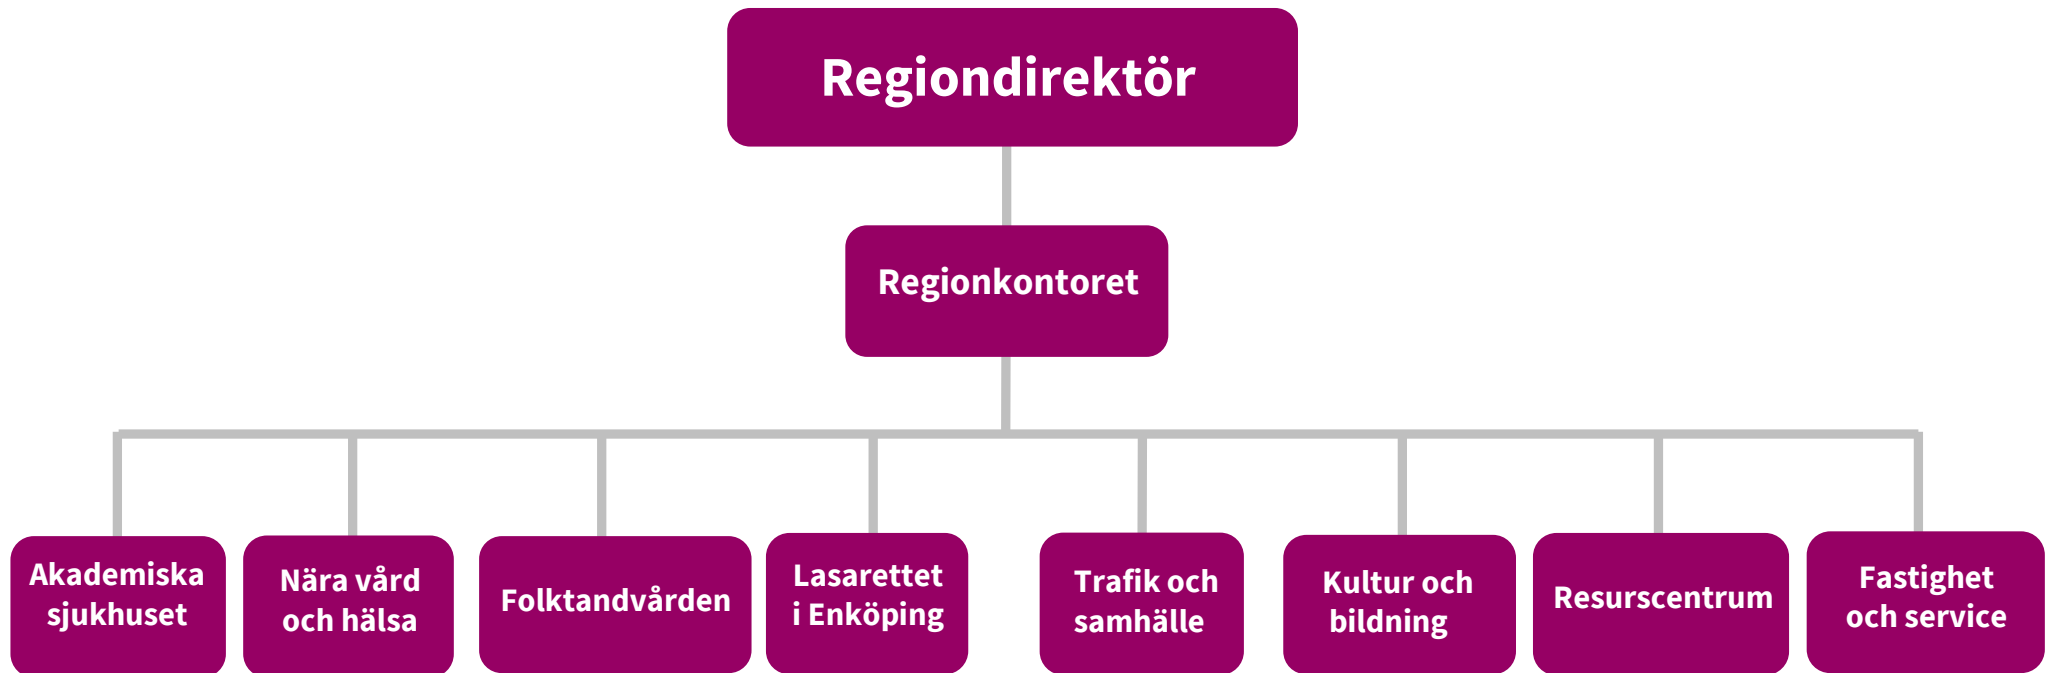 Regiondirektör
Regionkontoret
Akademiska
sjukhuset
Nära vård
och hälsa
Folktandvården
Lasarettet
i Enköping
Trafik och
samhälle
Kultur och
bildning
Resurscentrum
Fastighet
och service